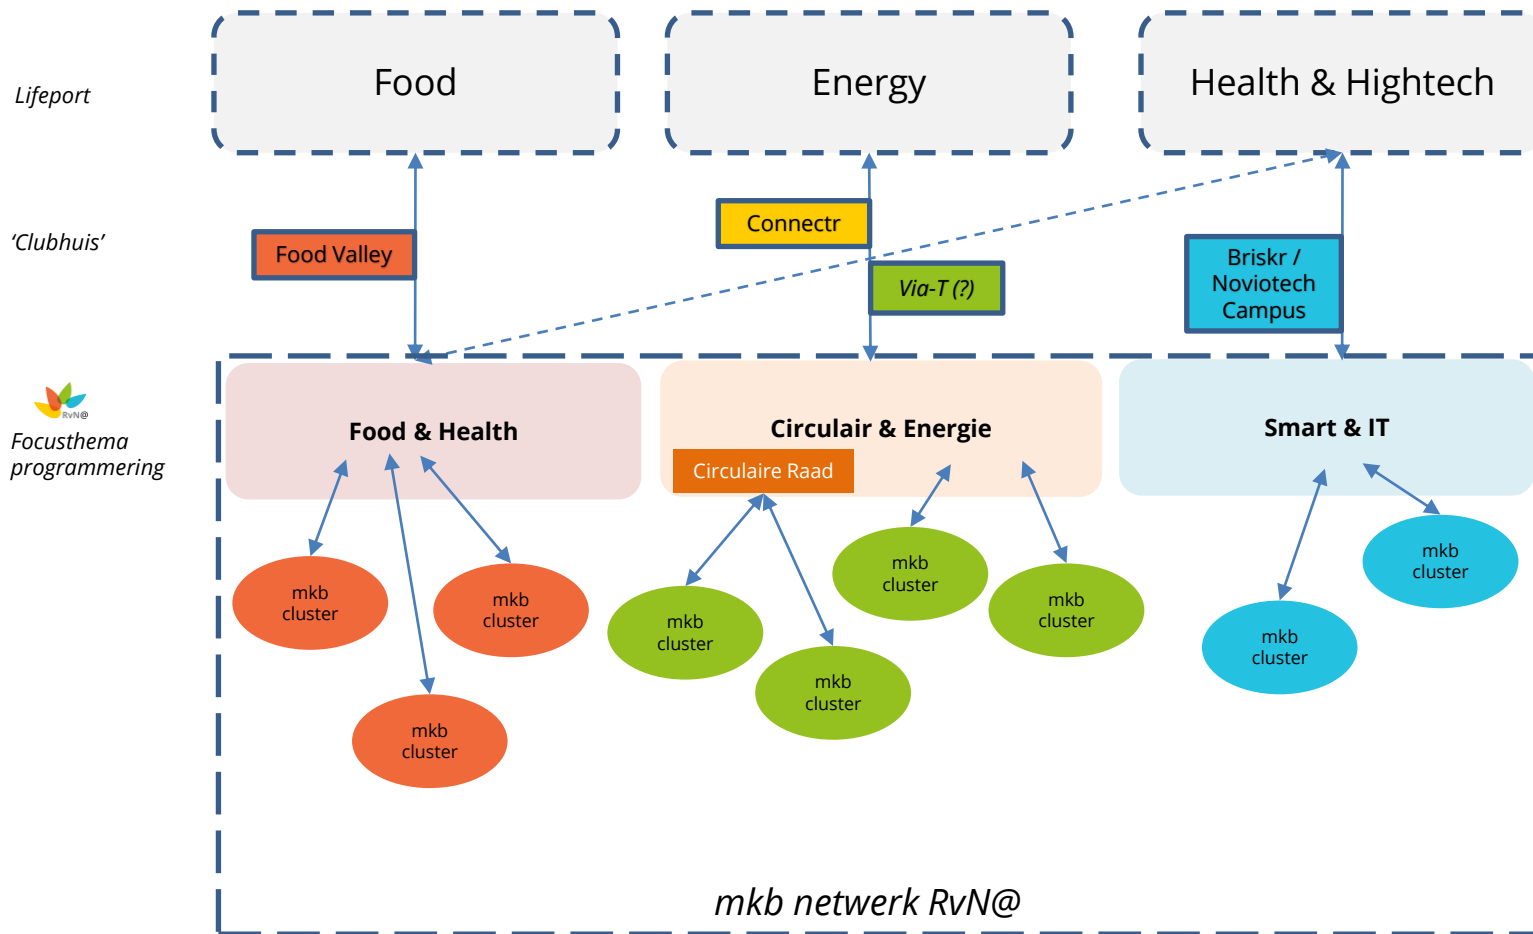 Lifeport
Food
Energy
Health & Hightech
‘Clubhuis’
Food Valley
Connectr
Via-T (?)
Briskr /
Noviotech
Campus
RvN@
Focusthema
programmering
Food & Health
Circulair & Energie
Circulaire Raad
Smart & IT
mkb
cluster
mkb
cluster
mkb
cluster
mkb
cluster
mkb
cluster
mkb
cluster
mkb
cluster
mkb
cluster
mkb
cluster
mkb netwerk RvN@